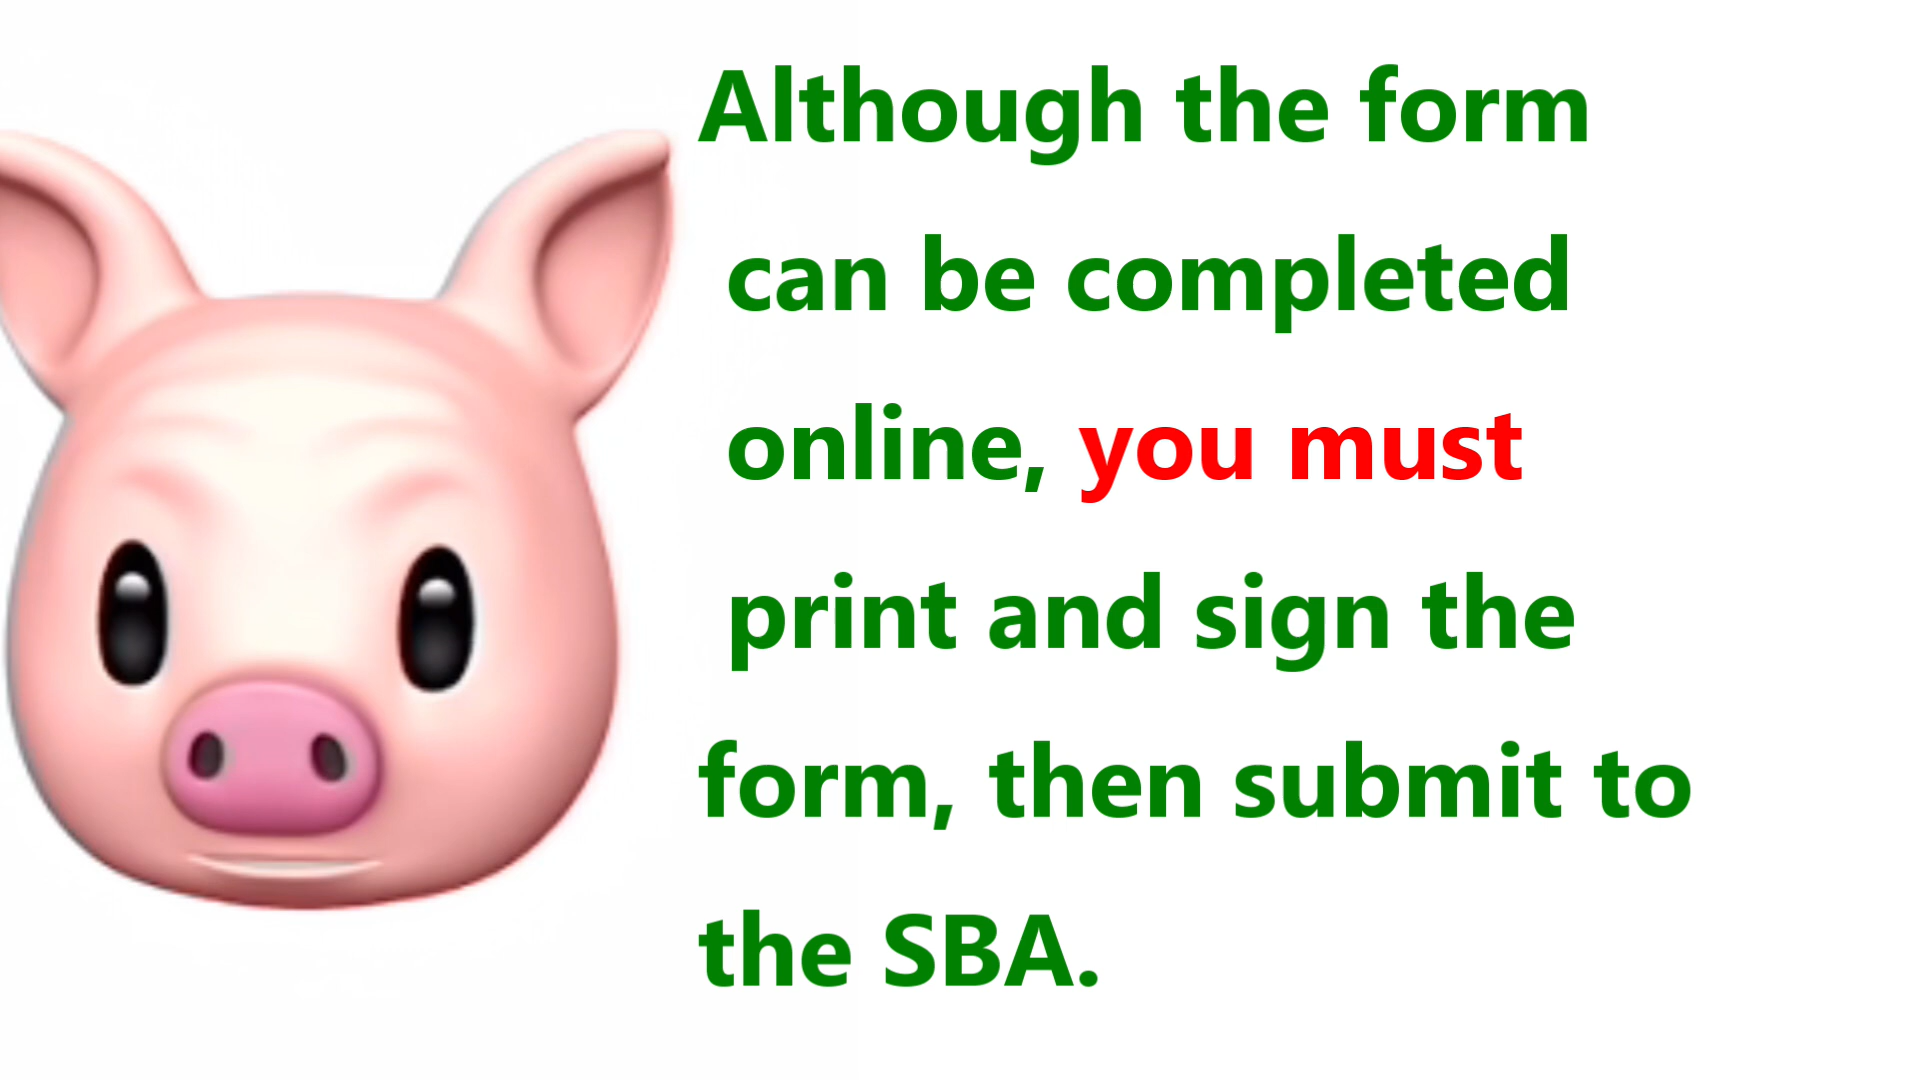 Although the form
can be completed
online, you must
print and sign the
form, then submit to
the SBA.